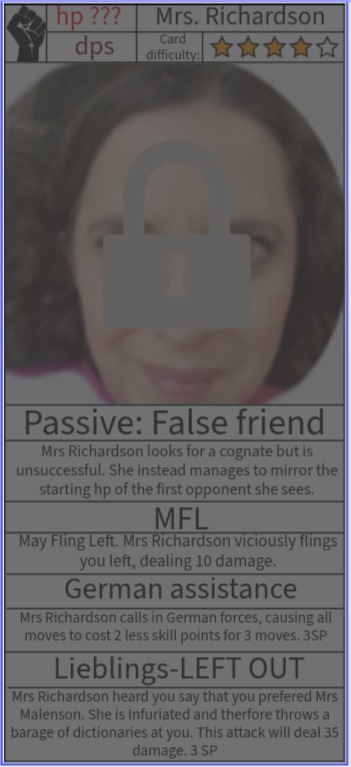 hp ???
Mrs. Richardson
dps
Card
difficulty:
Passive: False friend
Mrs Richardson looks for a cognate but is
unsuccessful. She instead manages to mirror the
starting hp of the first opponent she sees.
MFL
May Fling Left. Mrs Richardson viciously flings
you left, dealing 10 damage.
German assistance
Mrs Richardson calls in German forces, causing all
moves to cost 2 less skill points for 3 moves. 3SP
Lieblings-LEFT OUT
Mrs Richardson heard you say that you prefered Mrs
Malenson. She is Infuriated and therfore throws a
barage of dictionaries at you. This attack will deal 35
damage. 3 SP